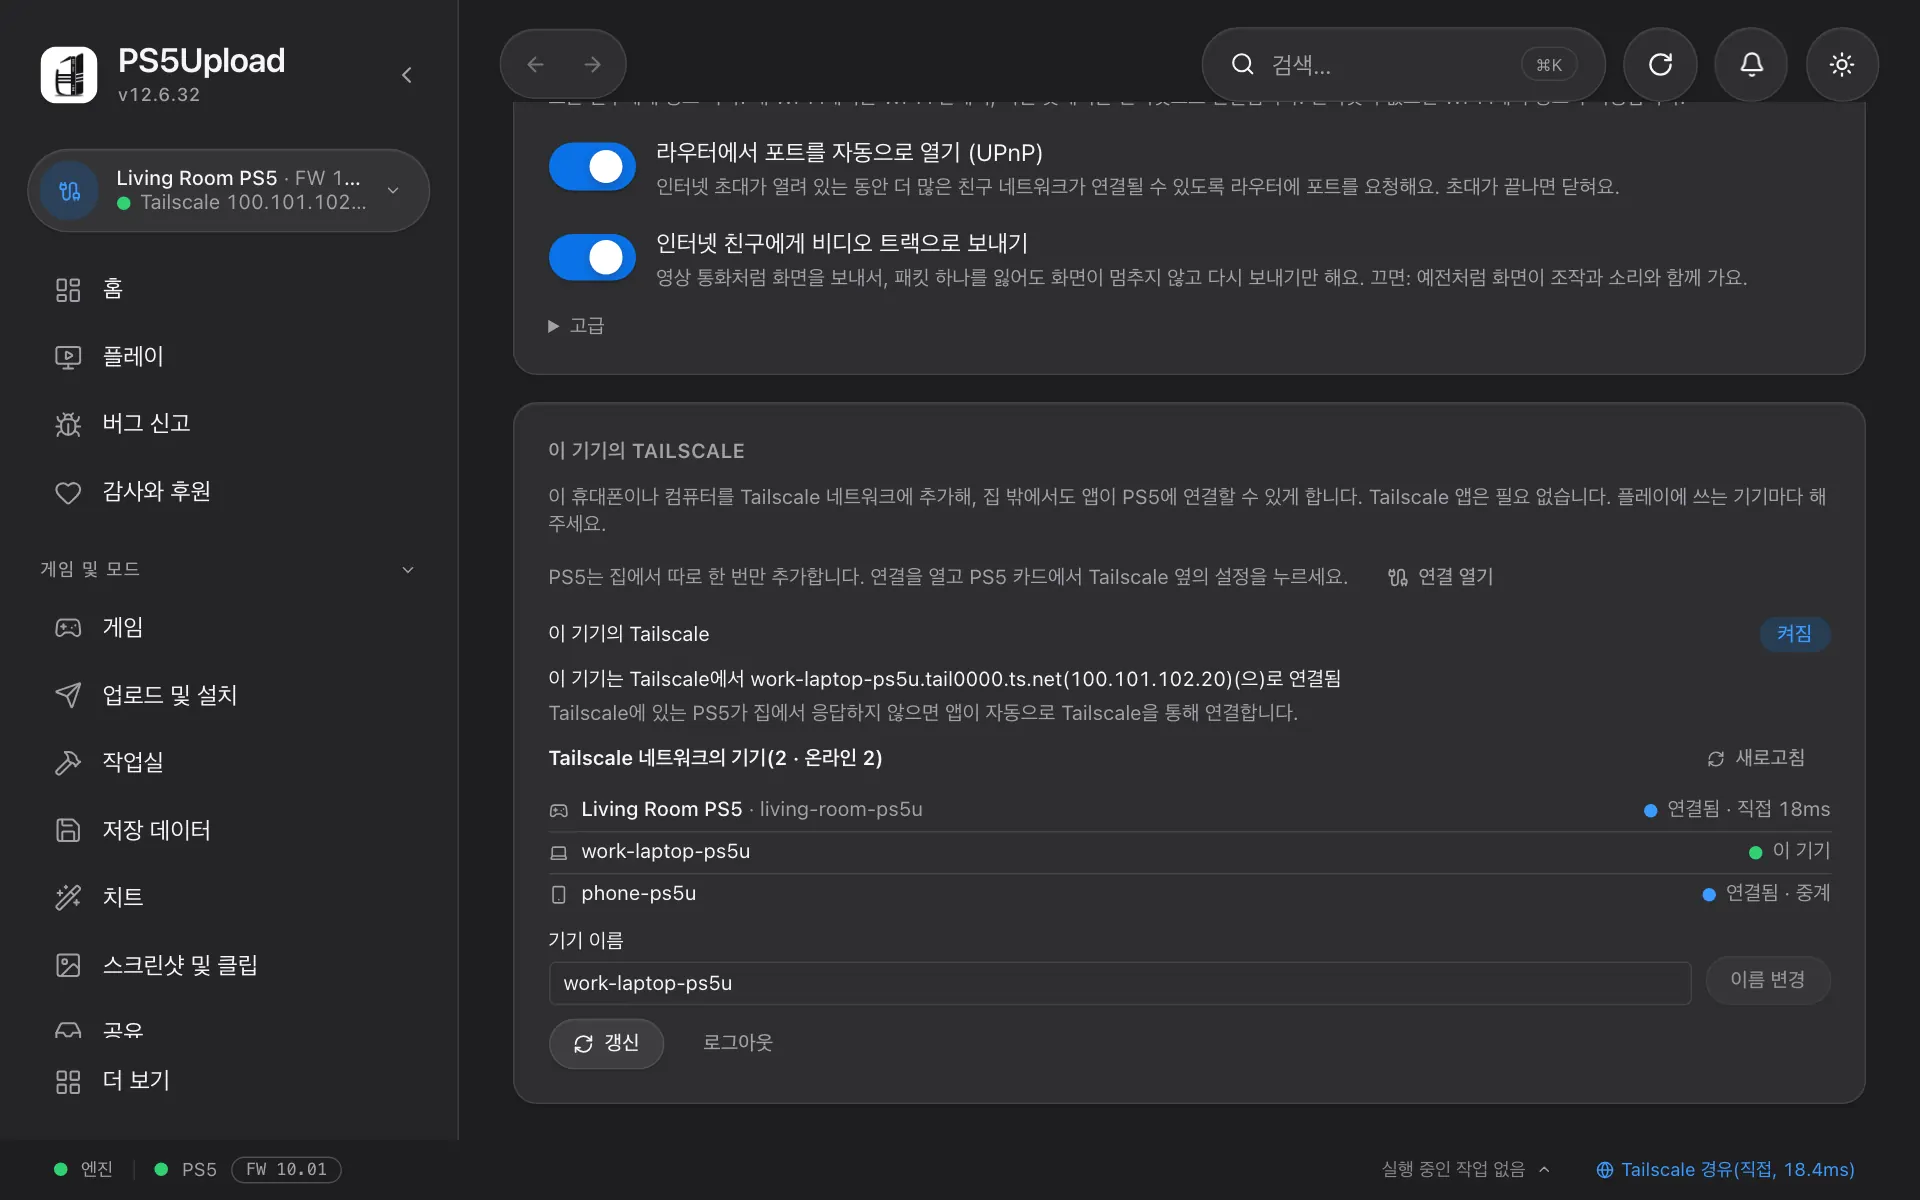 PS5Upload
v12.6.32
Living Room PS5 · FW 1...
Tailscale 100.101.102...
홈
플레이
버그 신고
감사와 후원
게임 및 모드
게임
업로드 및 설치
작업실
저장 데이터
치트
스크린샷 및 클립
공유
더 보기
검색...
⌘K
라우터에서 포트를 자동으로 열기 (UPnP)
인터넷 초대가 열려 있는 동안 더 많은 친구 네트워크가 연결될 수 있도록 라우터에 포트를 요청해요. 초대가 끝나면 닫혀요.
인터넷 친구에게 비디오 트랙으로 보내기
영상 통화처럼 화면을 보내서, 패킷 하나를 잃어도 화면이 멈추지 않고 다시 보내기만 해요. 끄면: 예전처럼 화면이 조작과 소리와 함께 가요.
고급
이 기기의 TAILSCALE
이 휴대폰이나 컴퓨터를 Tailscale 네트워크에 추가해, 집 밖에서도 앱이 PS5에 연결할 수 있게 합니다. Tailscale 앱은 필요 없습니다. 플레이에 쓰는 기기마다 해
주세요.
PS5는 집에서 따로 한 번만 추가합니다. 연결을 열고 PS5 카드에서 Tailscale 옆의 설정을 누르세요.
연결 열기
이 기기의 Tailscale
켜짐
이 기기는 Tailscale에서 work-laptop-ps5u.tail0000.ts.net(100.101.102.20)(으)로 연결됨
Tailscale에 있는 PS5가 집에서 응답하지 않으면 앱이 자동으로 Tailscale을 통해 연결합니다.
Tailscale 네트워크의 기기(2 · 온라인 2)
새로고침
Living Room PS5 · living-room-ps5u
연결됨 · 직접 18ms
work-laptop-ps5u
이 기기
phone-ps5u
연결됨 · 중계
기기 이름
work-laptop-ps5u
이름 변경
갱신
로그아웃
엔진
PS5
FW 10.01
실행 중인 작업 없음
Tailscale 경유(직접, 18.4ms)